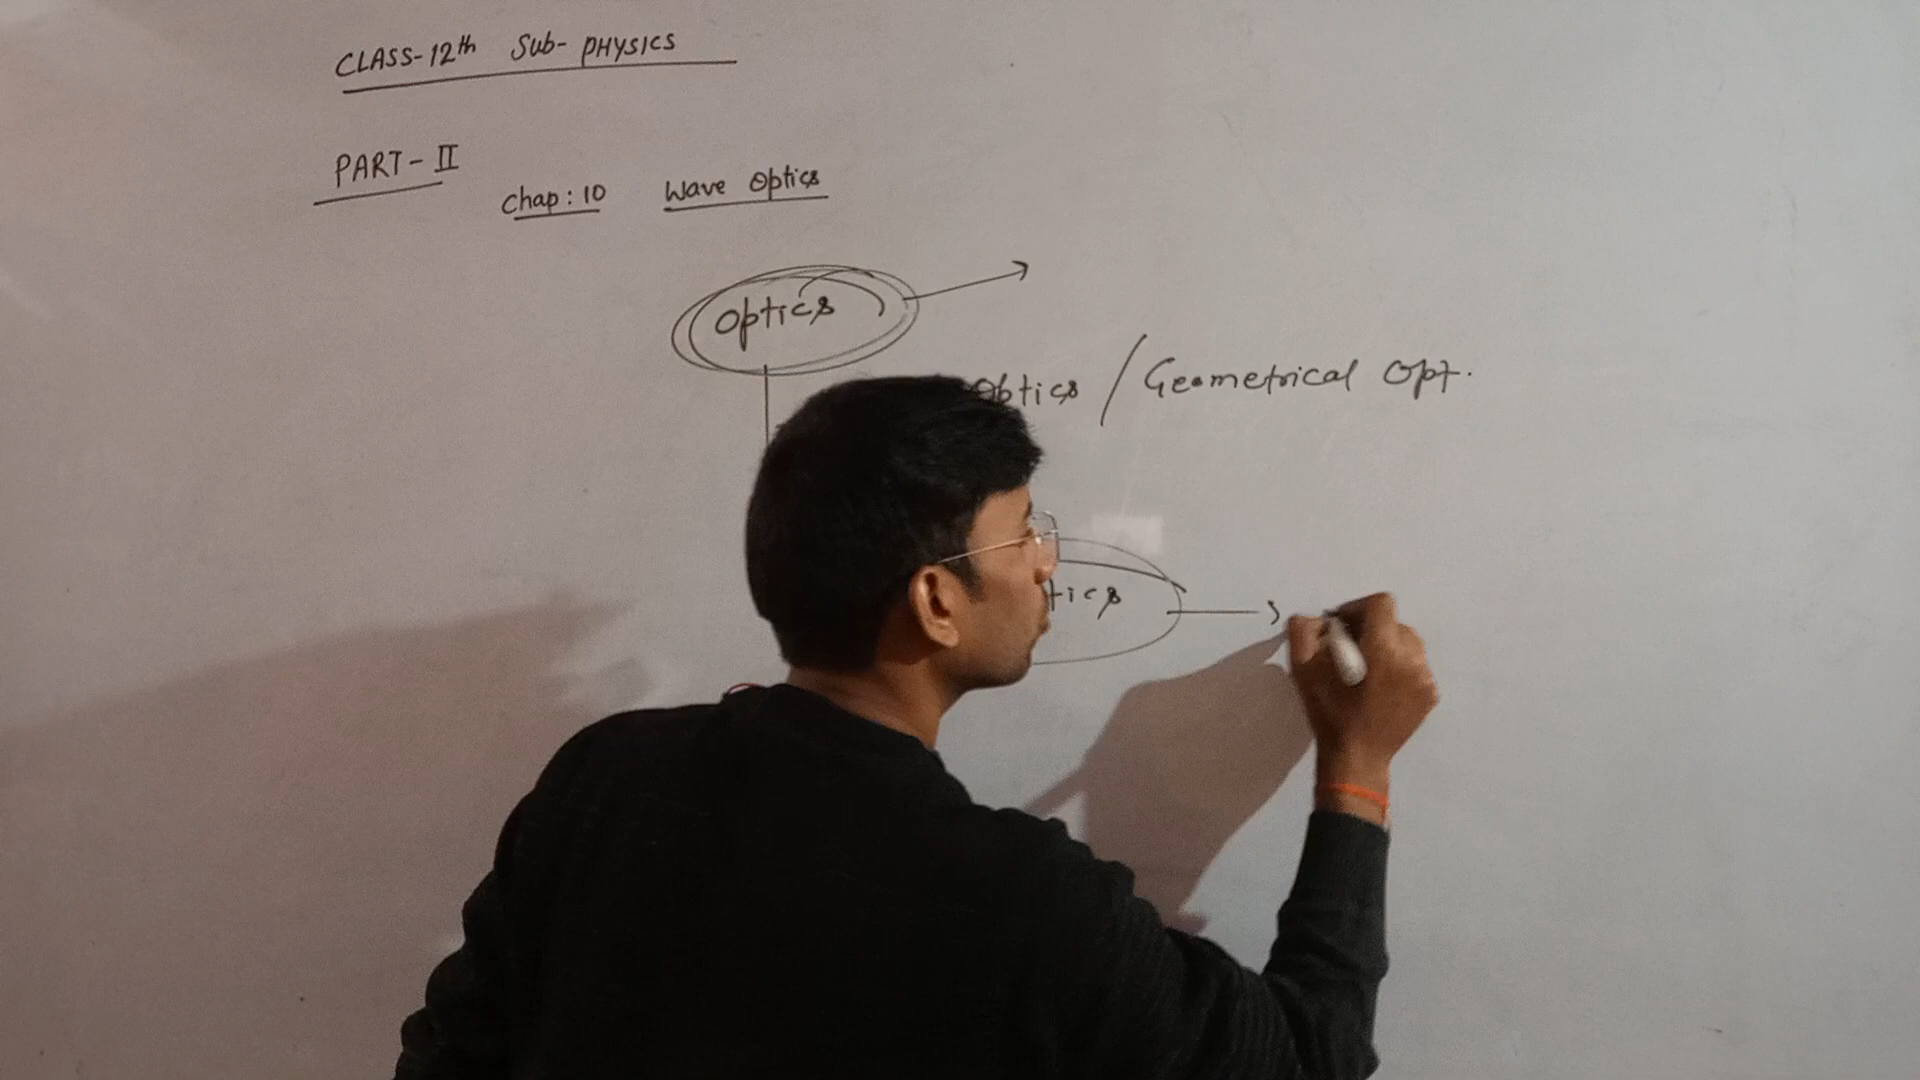 CLASS-12th Sub- PHYSICS
PART-II
Chap: 10 Wave Optics
Optics
Optics / Geometrical Opt.
tics